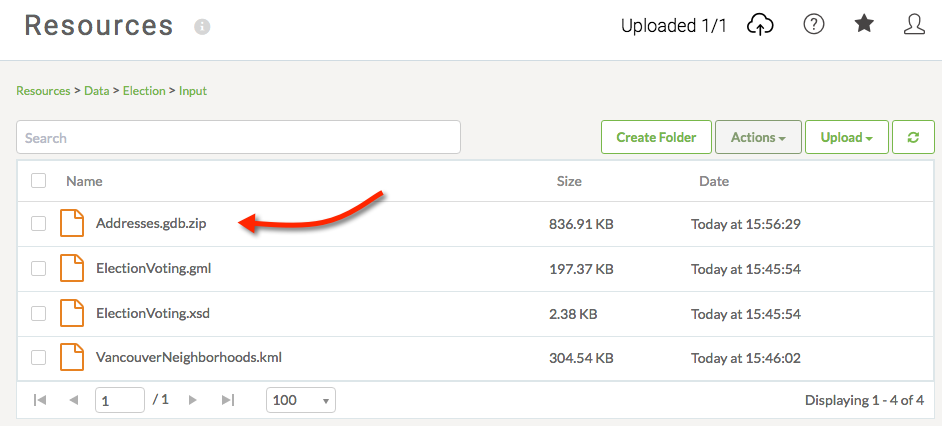 Resources
Uploaded 1/1
Resources > Data > Election > Input
Search
Create Folder
Actions
Upload
Name Size Date
Addresses.gdb.zip 836.91 KB Today at 15:56:29
ElectionVoting.gml 197.37 KB Today at 15:45:54
ElectionVoting.xsd 2.38 KB Today at 15:45:54
VancouverNeighborhoods.kml 304.54 KB Today at 15:46:02
1 / 1 100 Displaying 1 - 4 of 4